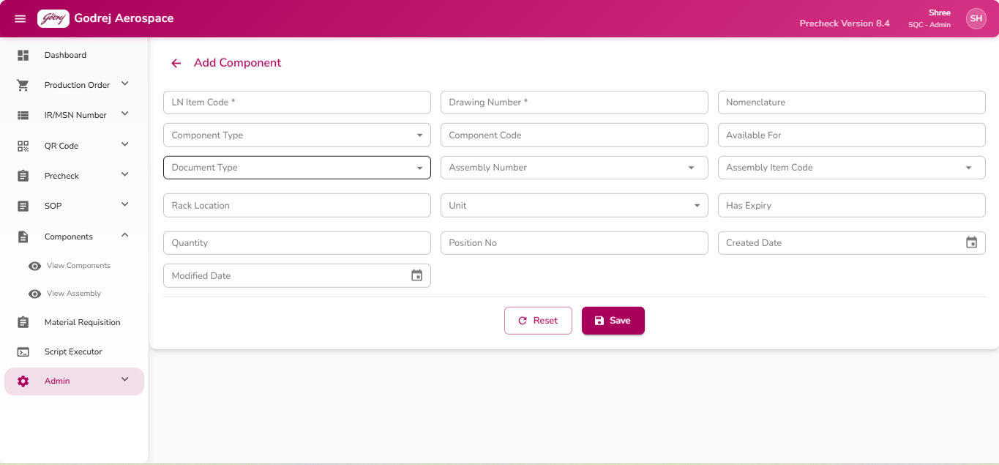 Godrej
Godrej Aerospace
Precheck Version 8.4
Shree
SQC - Admin
SH
Dashboard
Production Order
IR/MSN Number
QR Code
Precheck
SOP
Components
View Components
View Assembly
Material Requisition
Script Executor
Admin
Add Component
LN Item Code *
Drawing Number *
Nomenclature
Component Type
Component Code
Available For
Document Type
Assembly Number
Assembly Item Code
Rack Location
Unit
Has Expiry
Quantity
Position No
Created Date
Modified Date
Reset
Save